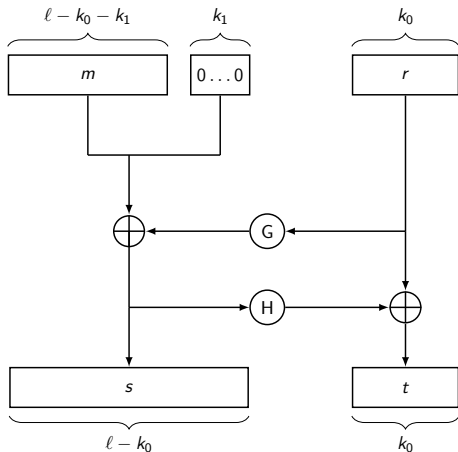 ℓ − k₀ − k₁ k₁ k₀
m 0...0 r
G
H
s t
ℓ − k₀ k₀